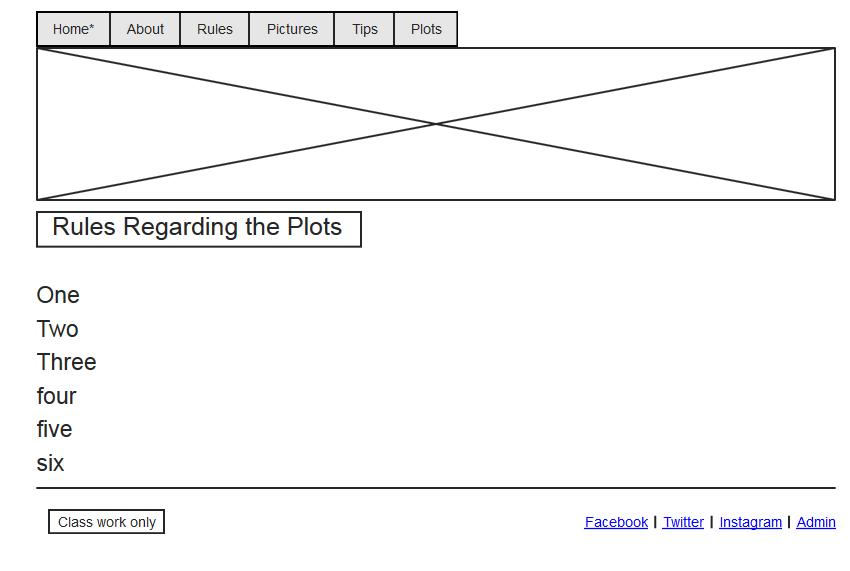 Home* About Rules Pictures Tips Plots
Rules Regarding the Plots
One
Two
Three
four
five
six
Class work only Facebook | Twitter | Instagram | Admin